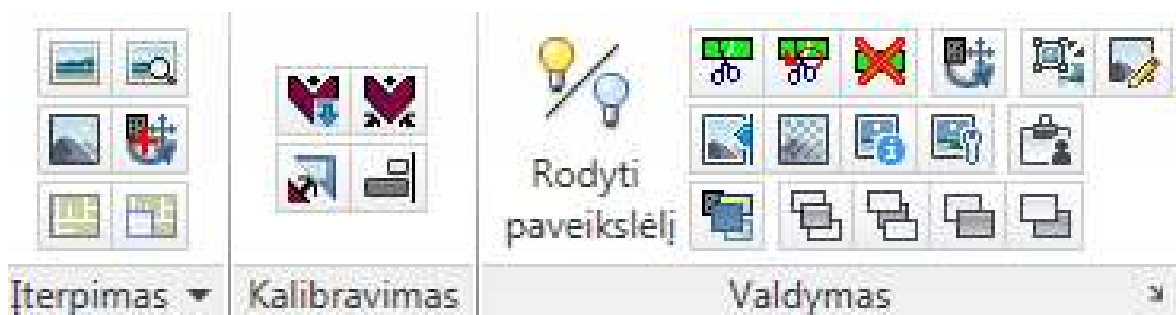 Rodyti
paveikslėlį
Įterpimas
Kalibravimas
Valdymas